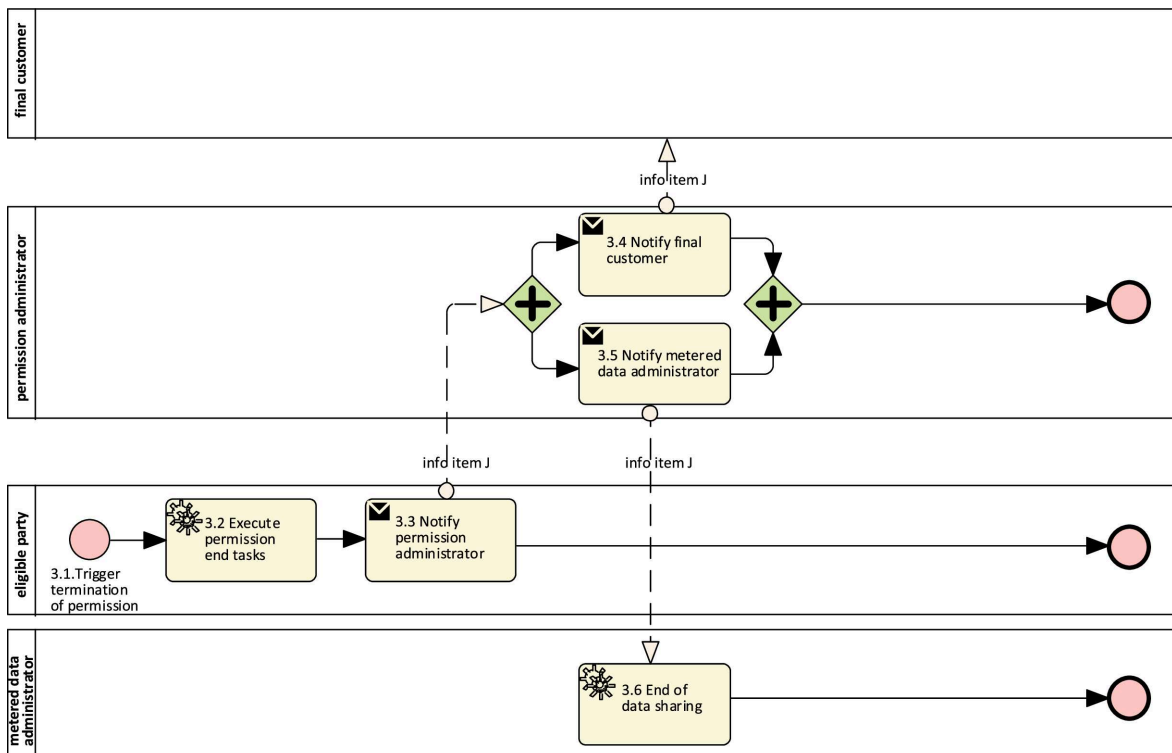 final customer
info item J
permission administrator
3.4 Notify final
customer
3.5 Notify metered
data administrator
info item J
info item J
eligible party
3.1.Trigger
termination
of permission
3.2 Execute
permission
end tasks
3.3 Notify
permission
administrator
metered data
administrator
3.6 End of
data sharing